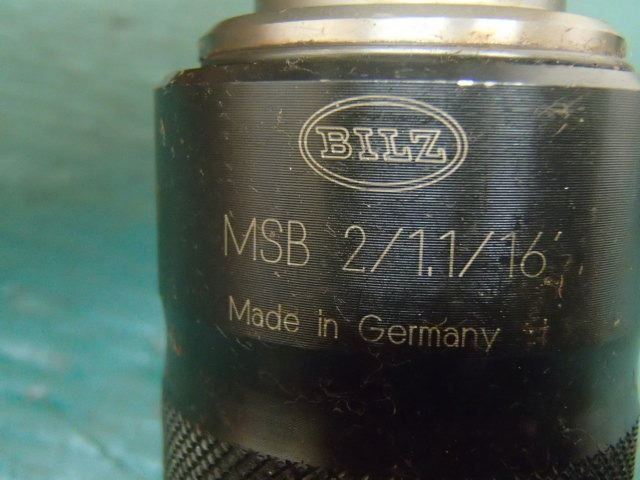 BILZ
MSB 2/1.1/16
Made in Germany